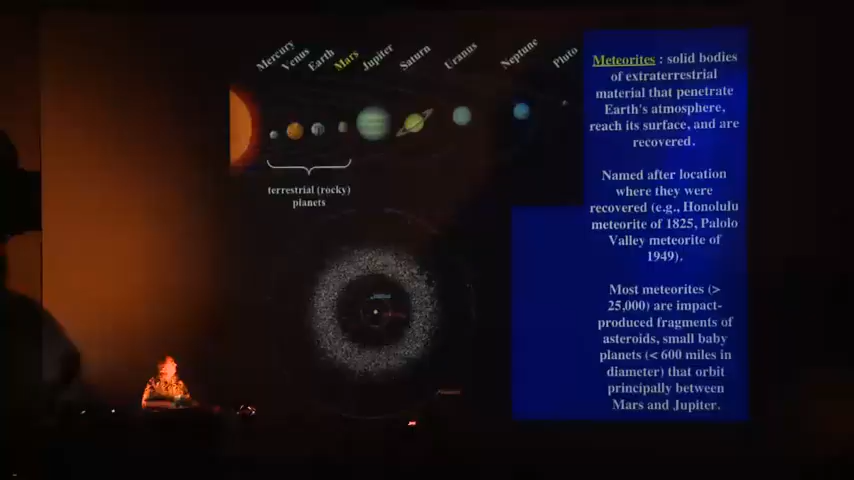 Mercury Venus Earth Mars Jupiter Saturn Uranus Neptune Pluto
terrestrial (rocky)
planets
Meteorites : solid bodies
of extraterrestrial
material that penetrate
Earth's atmosphere,
reach its surface, and are
recovered.
Named after location
where they were
recovered (e.g., Honolulu
meteorite of 1825, Palolo
Valley meteorite of
1949).
Most meteorites (>
25,000) are impact-
produced fragments of
asteroids, small baby
planets (< 600 miles in
diameter) that orbit
principally between
Mars and Jupiter.